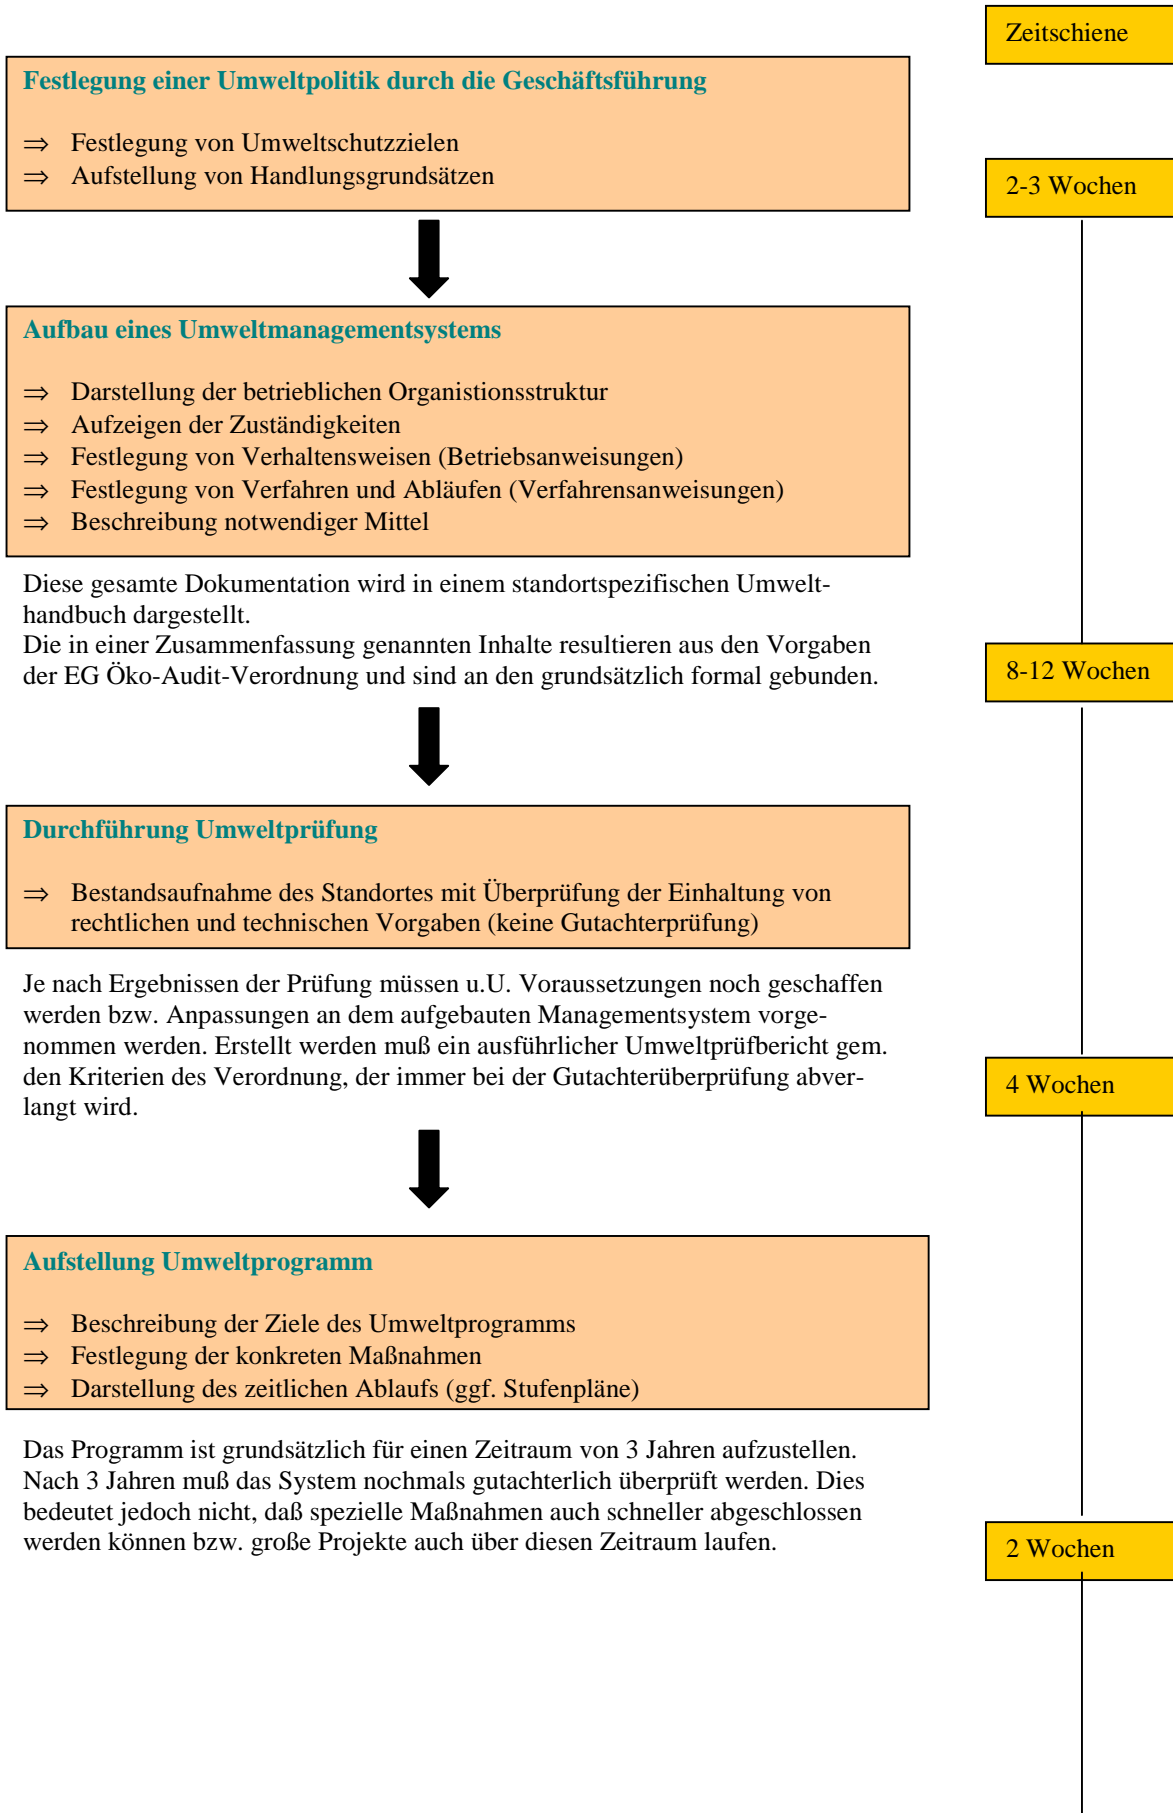 Zeitschiene
Festlegung einer Umweltpolitik durch die Geschäftsführung
⇒ Festlegung von Umweltschutzzielen
⇒ Aufstellung von Handlungsgrundsätzen
2-3 Wochen
Aufbau eines Umweltmanagementsystems
⇒ Darstellung der betrieblichen Organistionsstruktur
⇒ Aufzeigen der Zuständigkeiten
⇒ Festlegung von Verhaltensweisen (Betriebsanweisungen)
⇒ Festlegung von Verfahren und Abläufen (Verfahrensanweisungen)
⇒ Beschreibung notwendiger Mittel
Diese gesamte Dokumentation wird in einem standortspezifischen Umwelt-
handbuch dargestellt.
Die in einer Zusammenfassung genannten Inhalte resultieren aus den Vorgaben
der EG Öko-Audit-Verordnung und sind an den grundsätzlich formal gebunden.
8-12 Wochen
Durchführung Umweltprüfung
⇒ Bestandsaufnahme des Standortes mit Überprüfung der Einhaltung von
rechtlichen und technischen Vorgaben (keine Gutachterprüfung)
Je nach Ergebnissen der Prüfung müssen u.U. Voraussetzungen noch geschaffen
werden bzw. Anpassungen an dem aufgebauten Managementsystem vorge-
nommen werden. Erstellt werden muß ein ausführlicher Umweltprüfbericht gem.
den Kriterien des Verordnung, der immer bei der Gutachterüberprüfung abver-
langt wird.
4 Wochen
Aufstellung Umweltprogramm
⇒ Beschreibung der Ziele des Umweltprogramms
⇒ Festlegung der konkreten Maßnahmen
⇒ Darstellung des zeitlichen Ablaufs (ggf. Stufenpläne)
Das Programm ist grundsätzlich für einen Zeitraum von 3 Jahren aufzustellen.
Nach 3 Jahren muß das System nochmals gutachterlich überprüft werden. Dies
bedeutet jedoch nicht, daß spezielle Maßnahmen auch schneller abgeschlossen
werden können bzw. große Projekte auch über diesen Zeitraum laufen.
2 Wochen